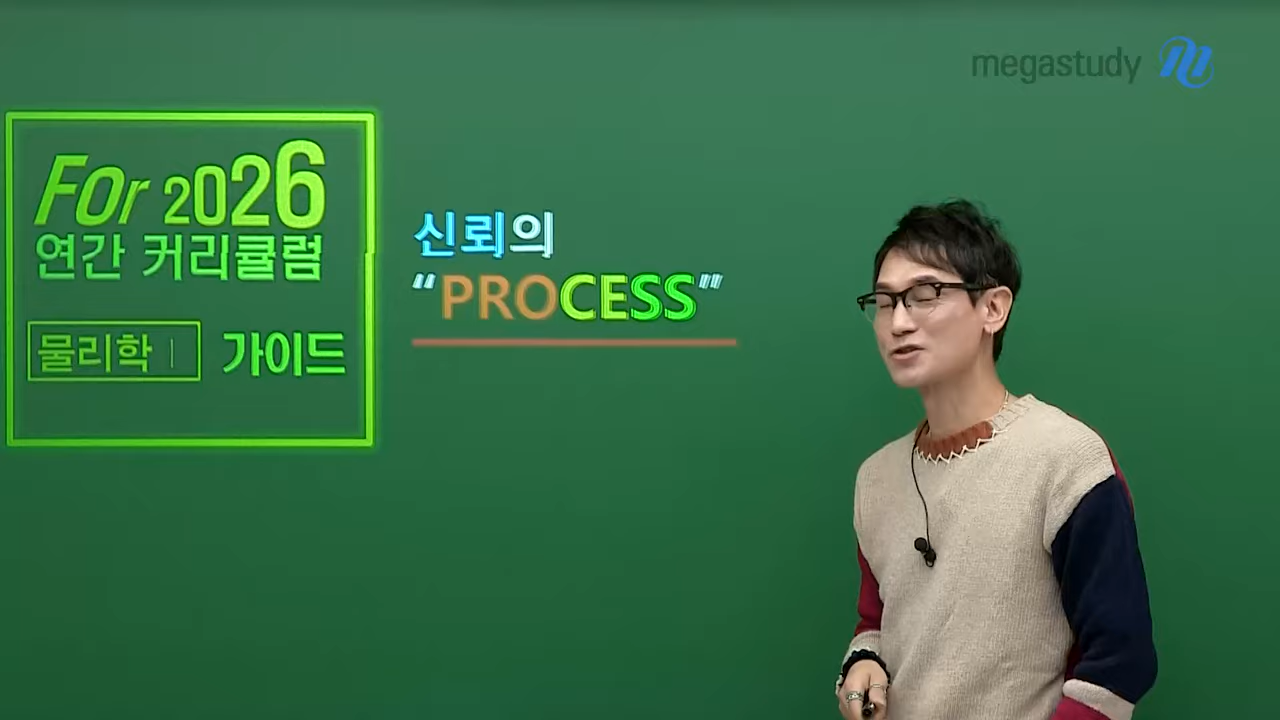 megastudy
For 2026
연간 커리큘럼
물리학Ⅰ 가이드
신뢰의
“PROCESS”